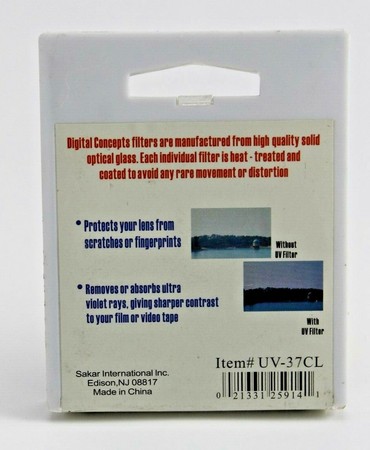 Digital Concepts filters are manufactured from high quality solid
optical glass. Each individual filter is heat - treated and
coated to avoid any rare movement or distortion
• Protects your lens from
scratches or fingerprints
Without
UV Filter
• Removes or absorbs ultra
violet rays, giving sharper contrast
to your film or video tape
With
UV Filter
Item# UV-37CL
Sakar International Inc.
Edison,NJ 08817
Made in China
0 21331 25914 1